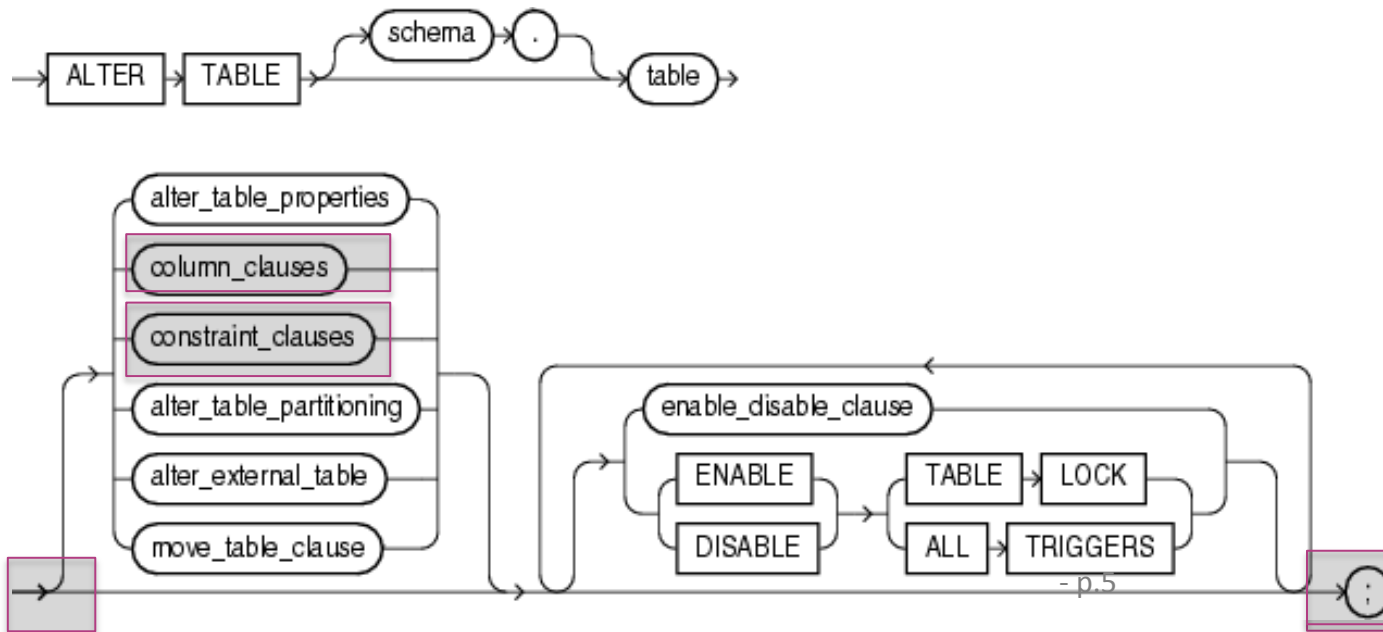 schema .
ALTER TABLE table
alter_table_properties
column_clauses
constraint_clauses
alter_table_partitioning enable_disable_clause
alter_external_table ENABLE TABLE LOCK
move_table_clause DISABLE ALL TRIGGERS
- p.5
;